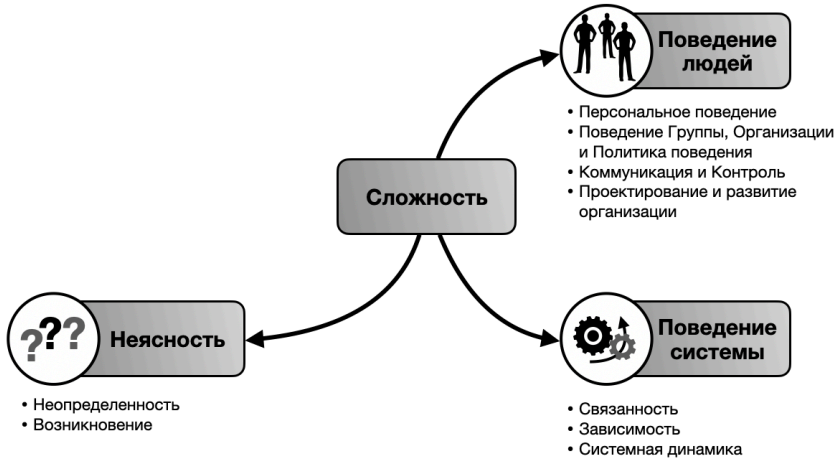 Поведение
людей
• Персональное поведение
• Поведение Группы, Организации
и Политика поведения
• Коммуникация и Контроль
• Проектирование и развитие
организации
Сложность
???
Неясность
• Неопределенность
• Возникновение
Поведение
системы
• Связанность
• Зависимость
• Системная динамика